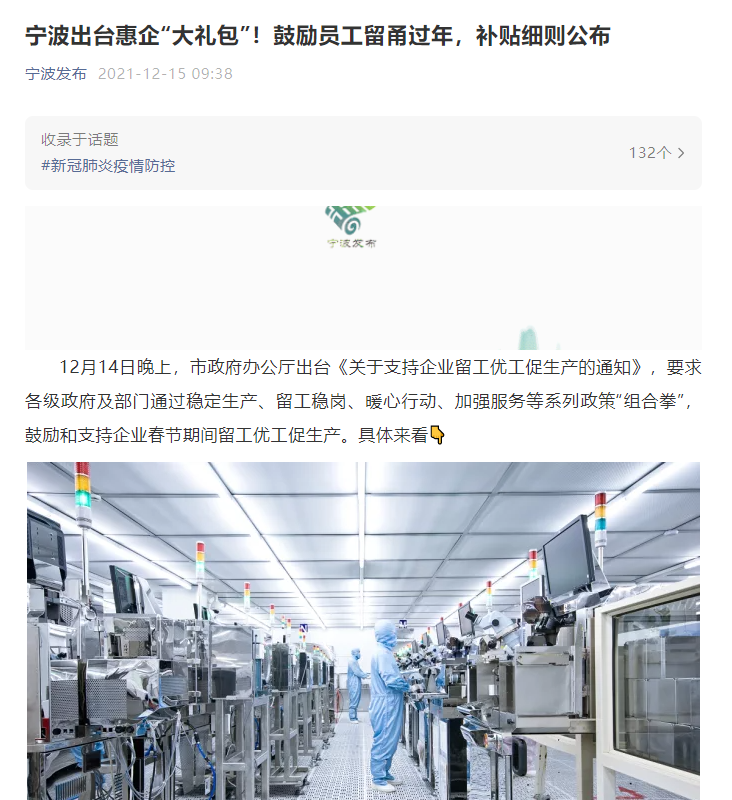 宁波出台惠企“大礼包”！鼓励员工留甬过年，补贴细则公布
宁波发布 2021-12-15 09:38
收录于话题
#新冠肺炎疫情防控
132个
宁波发布
12月14日晚上，市政府办公厅出台《关于支持企业留工优工促生产的通知》，要求
各级政府及部门通过稳定生产、留工稳岗、暖心行动、加强服务等系列政策“组合拳”，
鼓励和支持企业春节期间留工优工促生产。具体来看👇